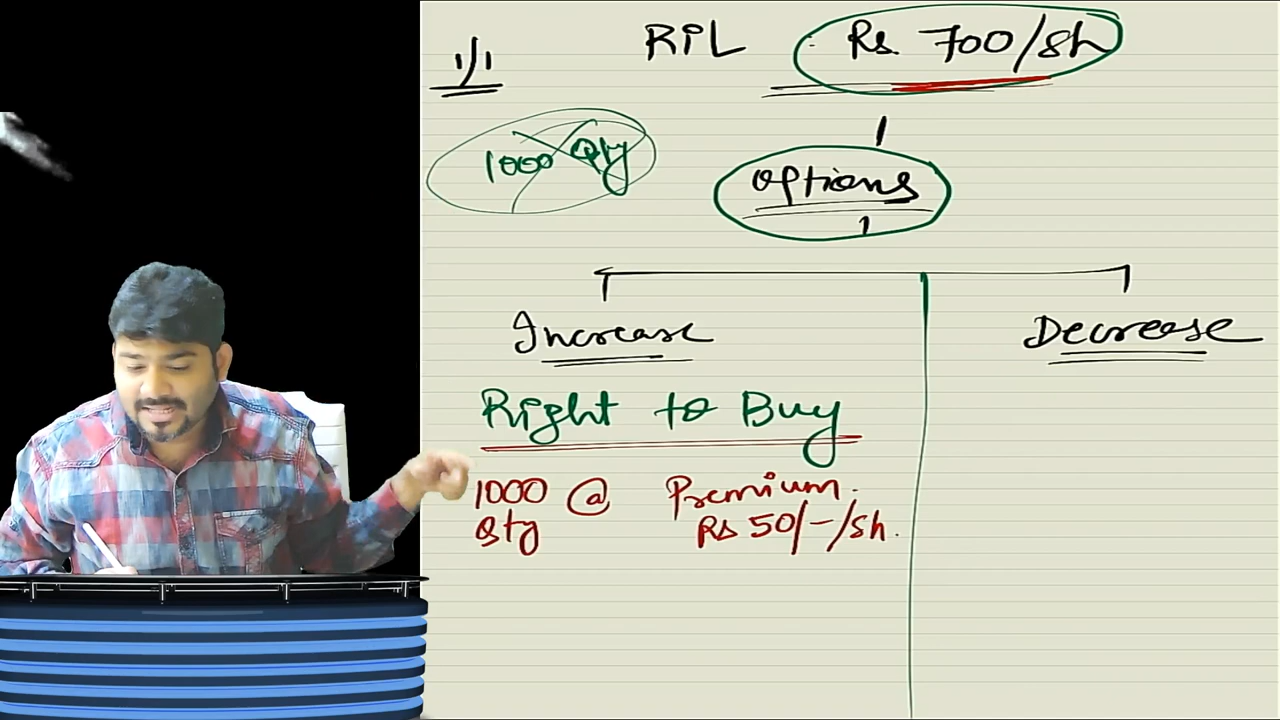 RIL Rs. 700/sh
1/1
1000 Qty
Options
Increase Decrease
Right to Buy
1000 @ Premium.
Qty Rs 50/-/sh.